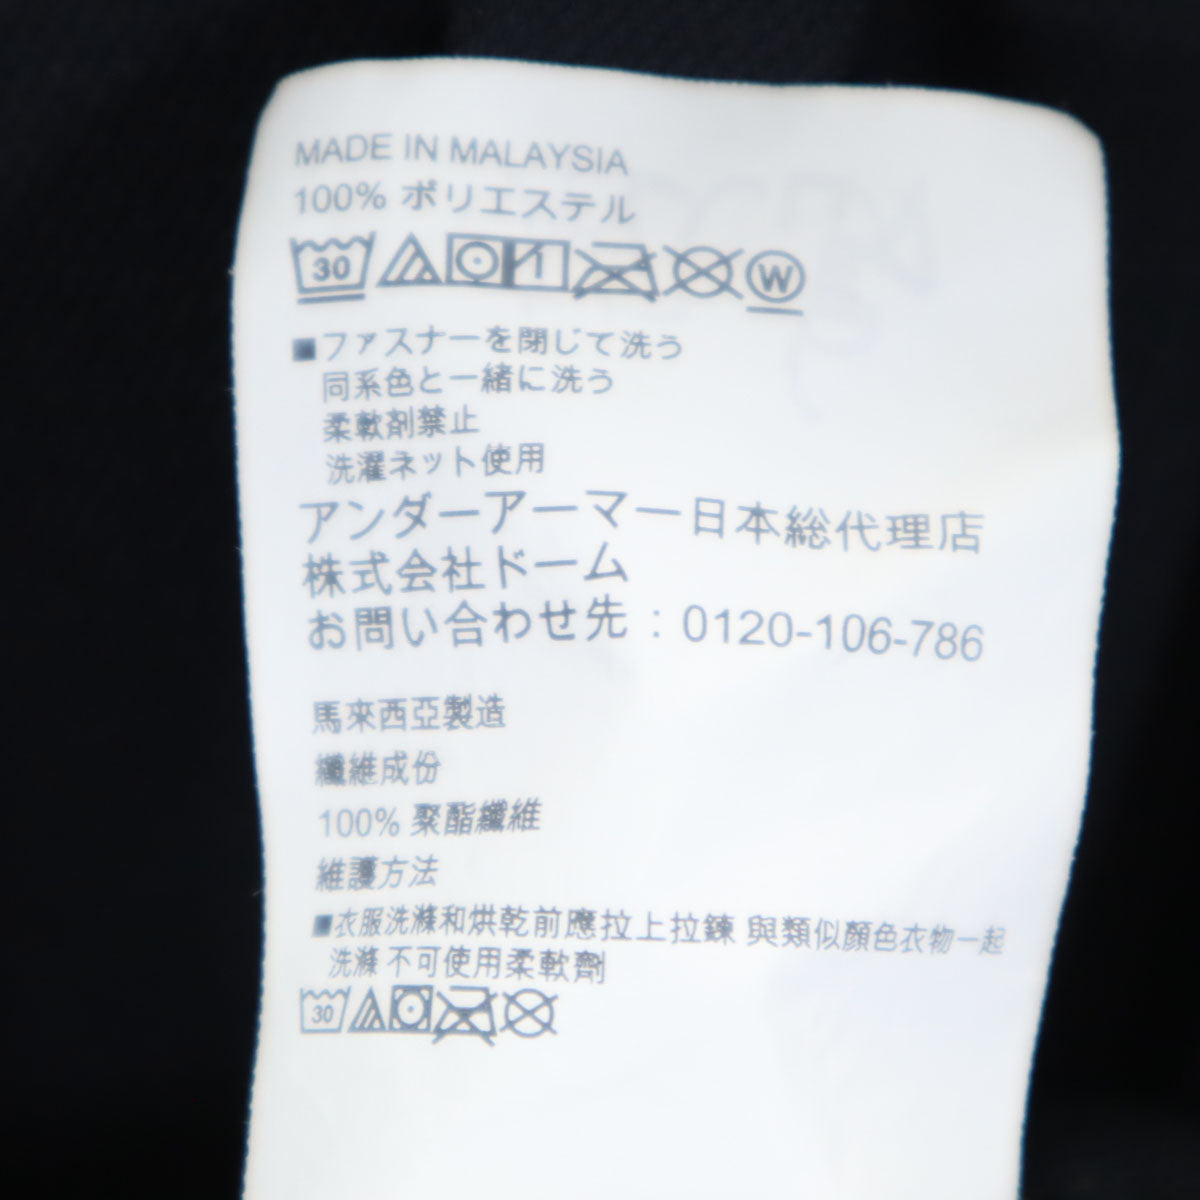 MADE IN MALAYSIA
100% ポリエステル
30 1 W
■ファスナーを閉じて洗う
同系色と一緒に洗う
柔軟剤禁止
洗濯ネット使用
アンダーアーマー日本総代理店
株式会社ドーム
お問い合わせ先：0120-106-786
馬來西亞製造
纖維成份
100% 聚酯纖維
維護方法
■衣服洗滌和烘乾前應拉上拉鍊 與類似顏色衣物一起
洗滌 不可使用柔軟劑
30